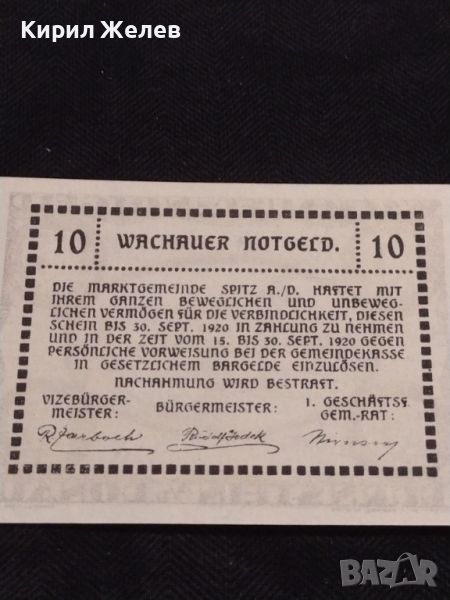 Кирил Желев
10 WACHAUER NOTGELD. 10
DIE MARKTGEMEINDE SPITZ A./D. HAFTET MIT
IHREM GANZEN BEWEGLICHEN UND UNBEWEG-
LICHEN VERMÖGEN FÜR DIE VERBINDLICHKEIT, DIESEN
SCHEIN BIS 30. SEPT. 1920 IN ZAHLUNG ZU NEHMEN
UND IN DER ZEIT VOM 15. BIS 30. SEPT. 1920 GEGEN
PERSÖNLICHE VORWEISUNG BEI DER GEMEINDEKASSE
IN GESETZLICHEM BARGELDE EINZULÖSEN.
NACHAHMUNG WIRD BESTRAFT.
VIZEBÜRGER-
MEISTER:
BÜRGERMEISTER:
1. GESCHÄFTSF.
GEM.-RAT:
BAZAR